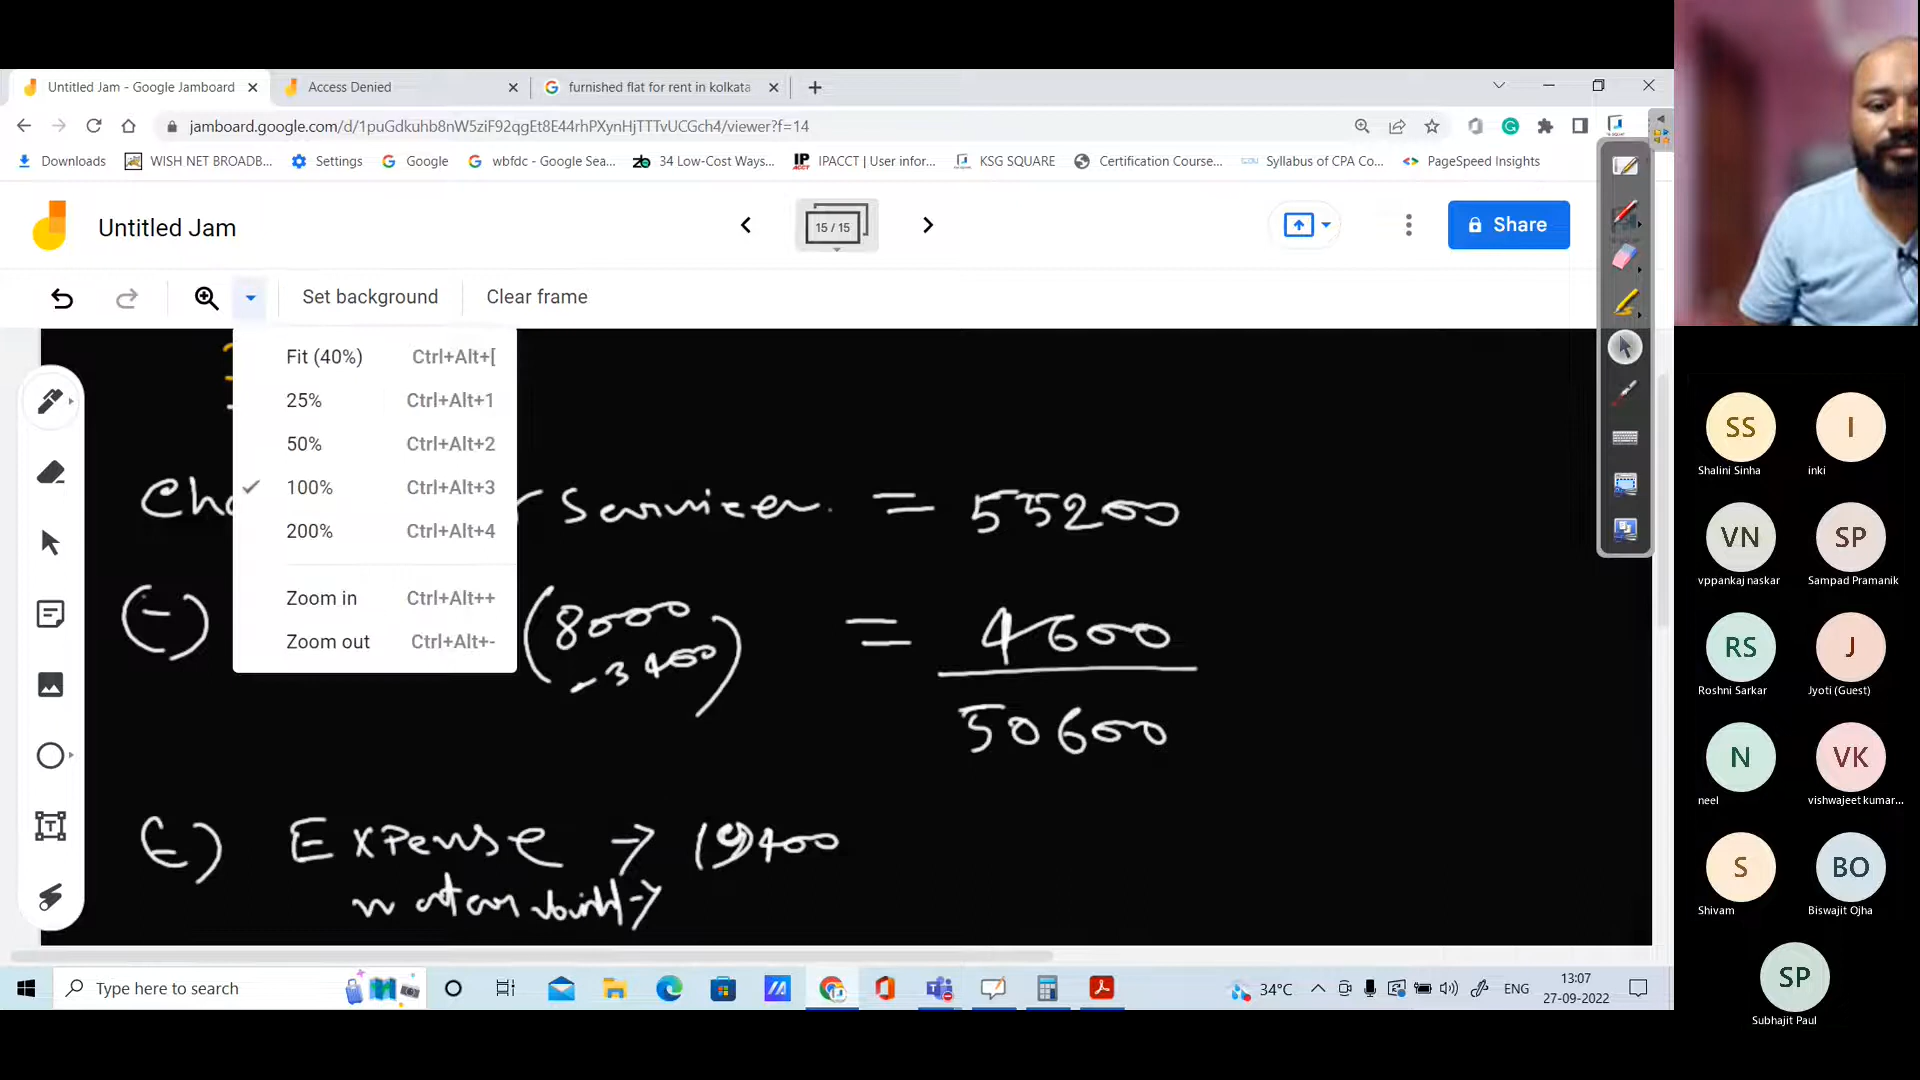 Untitled Jam - Google Jamboard
Access Denied
furnished flat for rent in kolkata
jamboard.google.com/d/1puGdkuhb8nW5ziF92qgEt8E44rhPXynHjTTTvUCGch4/viewer?f=14
Downloads
WISH NET BROADB...
Settings
Google
wbfdc - Google Sea...
34 Low-Cost Ways...
IPACCT | User infor...
KSG SQUARE
Certification Course...
Syllabus of CPA Co...
PageSpeed Insights
Untitled Jam
15 / 15
Share
Set background
Clear frame
Fit (40%) Ctrl+Alt+[
25% Ctrl+Alt+1
50% Ctrl+Alt+2
100% Ctrl+Alt+3
200% Ctrl+Alt+4
Zoom in Ctrl+Alt++
Zoom out Ctrl+Alt+-
= 55200
(-) (8000
- 3400) = 4600
50600
Expense → 19400
SS
Shalini Sinha
I
inki
VN
vppankaj naskar
SP
Sampad Pramanik
RS
Roshni Sarkar
J
Jyoti (Guest)
N
neel
VK
vishwajeet kumar...
S
Shivam
BO
Biswajit Ojha
SP
Subhajit Paul
Type here to search
34°C
ENG
13:07
27-09-2022